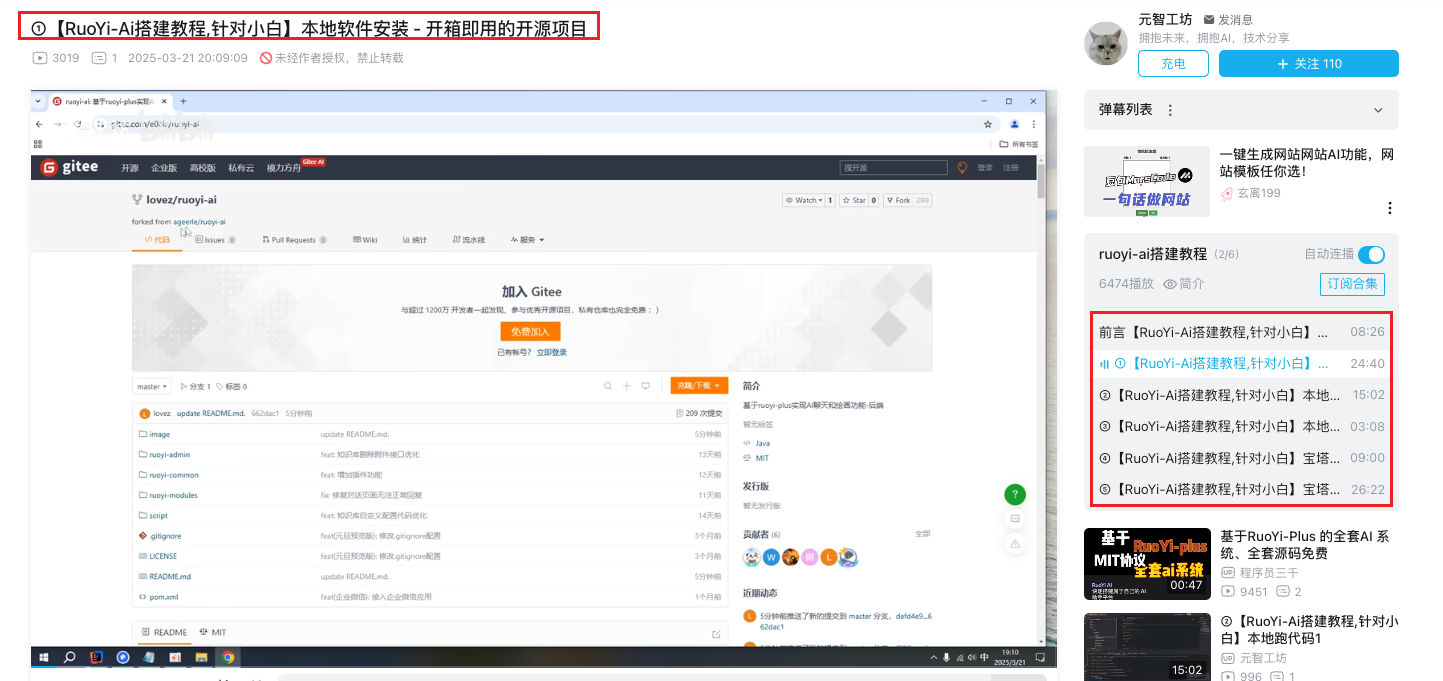 ①【RuoYi-Ai搭建教程,针对小白】本地软件安装 - 开箱即用的开源项目
3019 1 2025-03-21 20:09:09 未经作者授权，禁止转载
ruoyi-ai: 基于ruoyi-plus实现A
所有书签
gitee 开源 企业版 高校版 私有云 模力方舟 Gitee AI 搜开源 登录 注册
lovez/ruoyi-ai
Watch 1 Star 0 Fork 290
forked from ageerle/ruoyi-ai
代码 Issues 0 Pull Requests 0 Wiki 统计 流水线 服务
加入 Gitee
与超过 1200万 开发者一起发现、参与优秀开源项目，私有仓库也完全免费 ：）
免费加入
已有帐号？ 立即登录
master 分支 1 标签 0 克隆/下载
lovez update README.md. 662dac1 5分钟前 209 次提交
image update README.md. 5分钟前
ruoyi-admin feat: 知识库删除附件接口优化 13天前
ruoyi-common feat: 增加插件功能 12天前
ruoyi-modules fix: 修复对话页面无法正常回复 11天前
script feat: 知识库自定义配置代码优化 14天前
.gitignore feat(元旦预览版): 修改.gitignore配置 3个月前
LICENSE feat(元旦预览版): 修改.gitignore配置 3个月前
README.md update README.md. 5分钟前
pom.xml feat(企业微信): 接入企业微信应用 1个月前
README MIT
简介
基于ruoyi-plus实现AI聊天和绘画功能-后端
暂无标签
Java
MIT
发行版
暂无发行版
贡献者 (6) 全部
W 刚 L
近期动态
L 5分钟前推送了新的提交到 master 分支，defd4e9...662dac1
中 19:10
2025/3/21
元智工坊 发消息
拥抱未来，拥抱AI，技术分享
充电 + 关注 110
弹幕列表
豆包MarsCode
一句话做网站
一键生成网站网站AI功能，网站模板任你选！
玄离199
ruoyi-ai搭建教程 (2/6) 自动连播
6474播放 简介 订阅合集
前言【RuoYi-Ai搭建教程,针对小白】... 08:26
①【RuoYi-Ai搭建教程,针对小白】... 24:40
②【RuoYi-Ai搭建教程,针对小白】本地... 15:02
③【RuoYi-Ai搭建教程,针对小白】本地... 03:08
④【RuoYi-Ai搭建教程,针对小白】宝塔... 09:00
⑤【RuoYi-Ai搭建教程,针对小白】宝塔... 26:22
基于RuoYi-plus
MIT协议
全套ai系统
00:47
基于RuoYi-Plus 的全套AI 系统、全套源码免费
程序员三千
9451 2
15:02
②【RuoYi-Ai搭建教程,针对小白】本地跑代码1
元智工坊
996 1